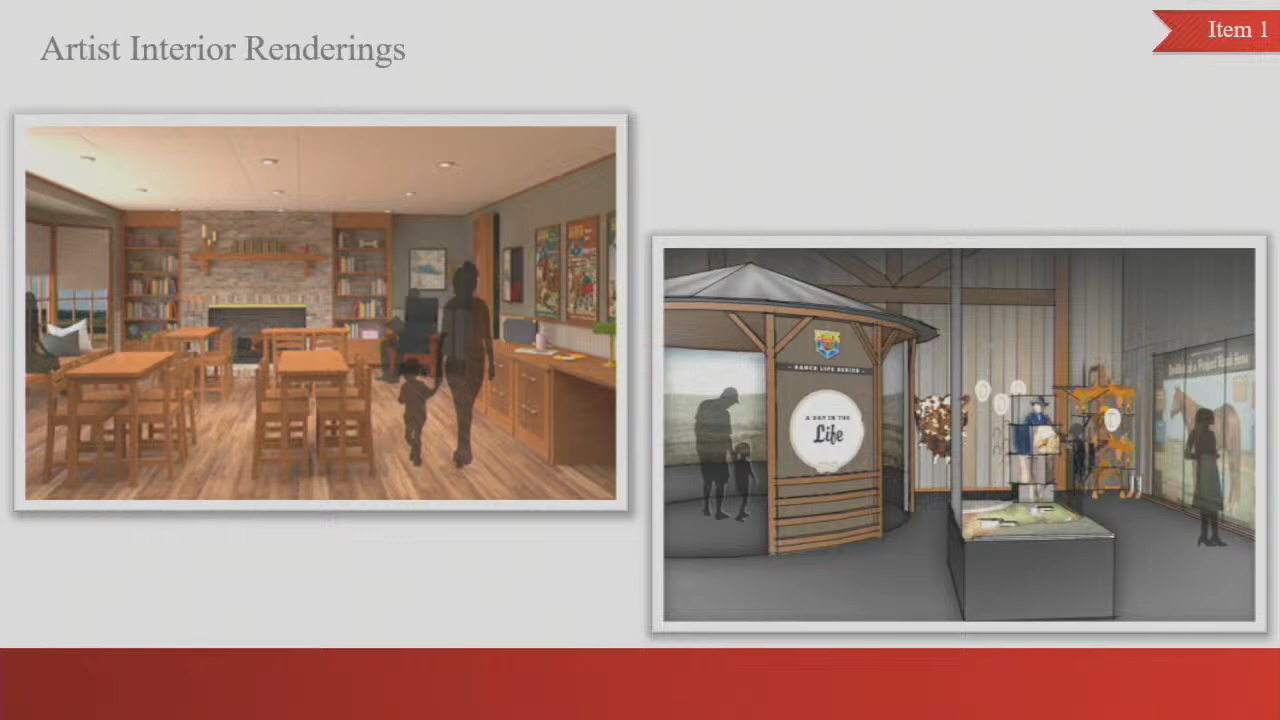 Artist Interior Renderings
Item 1
RANCH LIFE SERIES
A DAY IN THE
Life